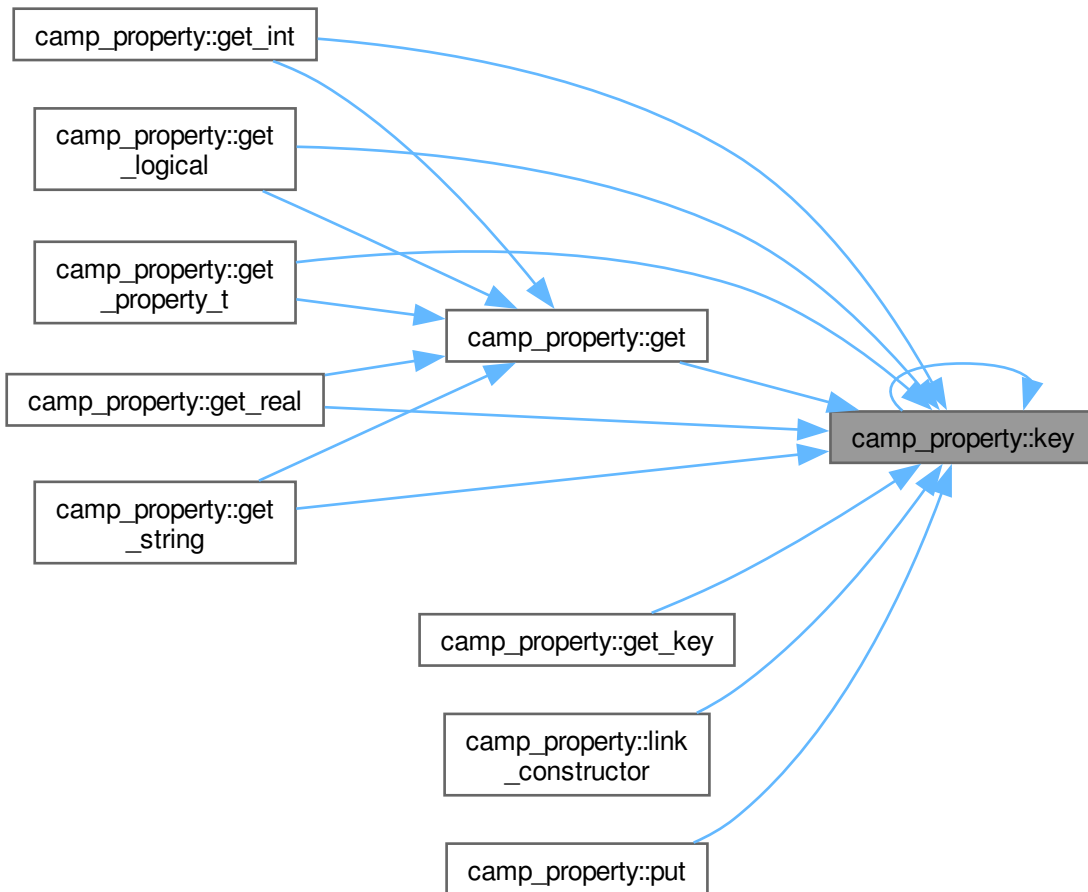 camp_property::get_int
camp_property::get
_logical
camp_property::get
_property_t
camp_property::get
camp_property::get_real
camp_property::key
camp_property::get
_string
camp_property::get_key
camp_property::link
_constructor
camp_property::put